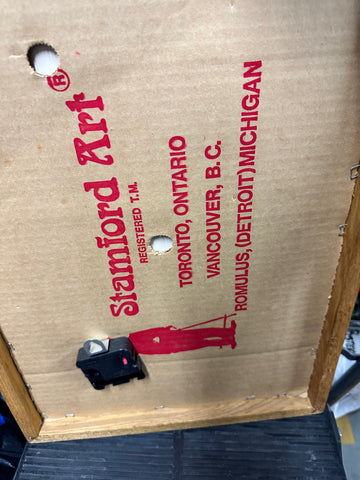 Stamford Art®
REGISTERED T.M.
TORONTO, ONTARIO
VANCOUVER, B.C.
ROMULUS, (DETROIT) MICHIGAN